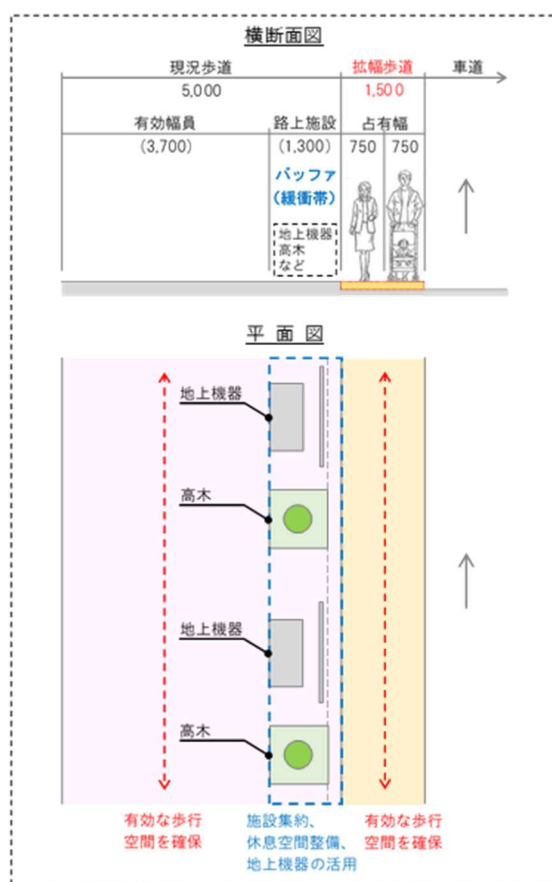 横断面図
現況歩道 拡幅歩道 車道
5,000 1,500
有効幅員 路上施設 占有幅
(3,700) (1,300) 750 750
バッファ
(緩衝帯)
地上機器
高木
など
平面図
地上機器
高木
地上機器
高木
有効な歩行
空間を確保
施設集約、
休息空間整備、
地上機器の活用
有効な歩行
空間を確保